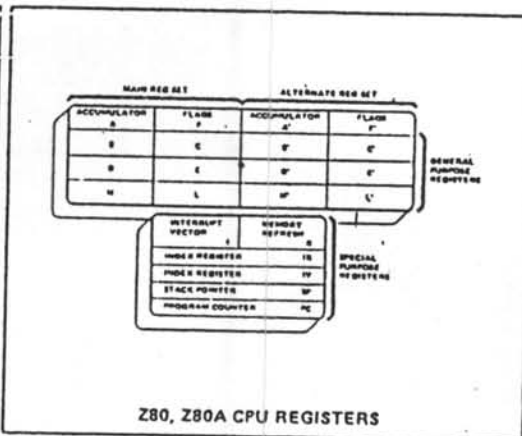 MAIN REG SET ALTERNATE REG SET
ACCUMULATOR A FLAGS F ACCUMULATOR A' FLAGS F'
B C B' C'
D E D' E'
H L H' L'
GENERAL
PURPOSE
REGISTERS
INTERRUPT VECTOR I MEMORY REFRESH R
INDEX REGISTER IX
INDEX REGISTER IY
STACK POINTER SP
PROGRAM COUNTER PC
SPECIAL
PURPOSE
REGISTERS
Z80, Z80A CPU REGISTERS